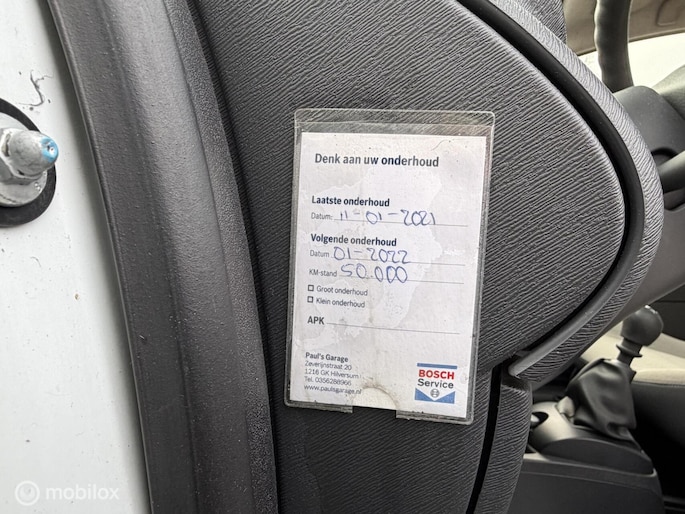 Denk aan uw onderhoud
Laatste onderhoud
Datum: 11-01-2021
Volgende onderhoud
Datum 01-2022
KM-stand 50.000
Groot onderhoud
Klein onderhoud
APK
Paul's Garage
Zeverijnstraat 20
1216 GK Hilversum
Tel. 0356288966
www.paulsgarage.nl
BOSCH
Service
mobilox